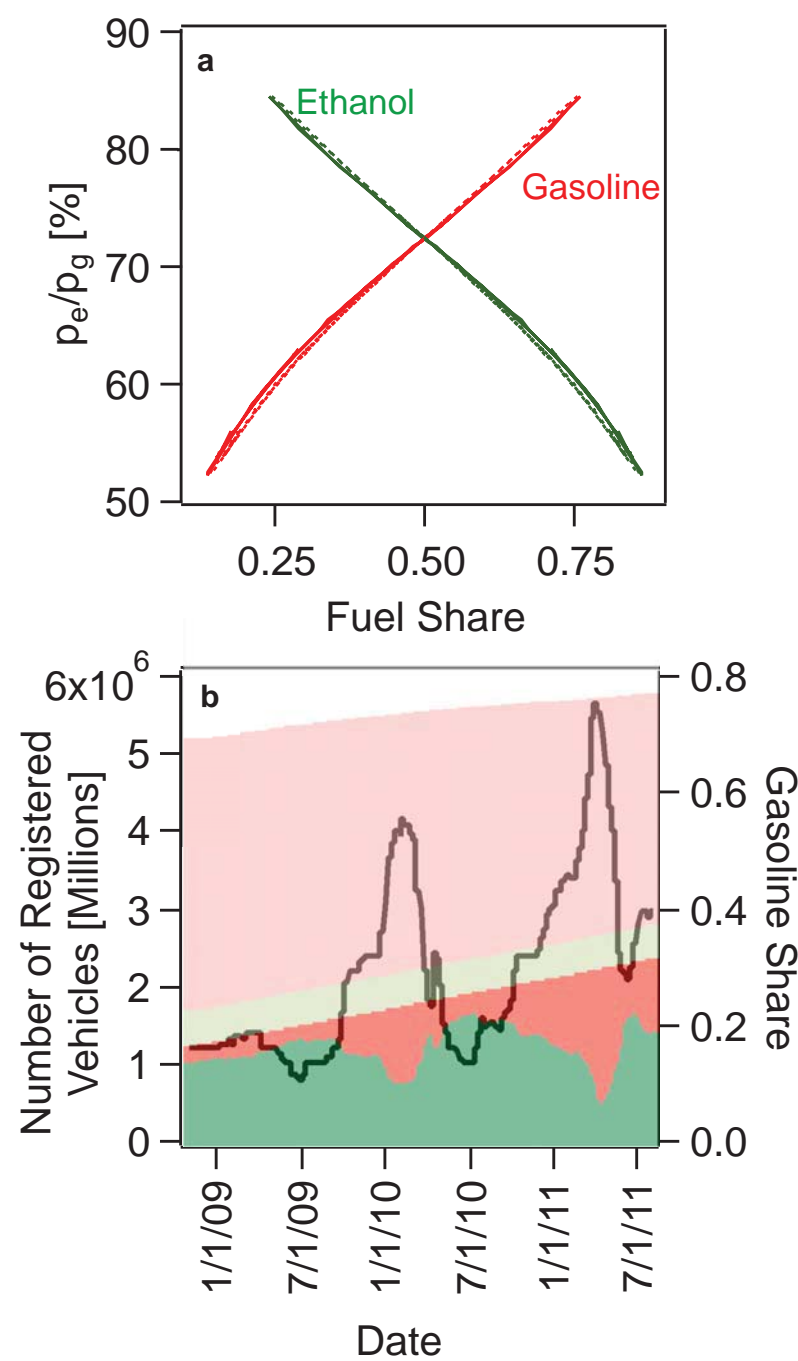 90
a
Ethanol
80
Gasoline
70
60
50
pe/pg [%]
0.25 0.50 0.75
Fuel Share
6x10^6
b
5
4
3
2
1
0
Number of Registered
Vehicles [Millions]
0.8
0.6
0.4
0.2
0.0
Gasoline Share
1/1/09
7/1/09
1/1/10
7/1/10
1/1/11
7/1/11
Date